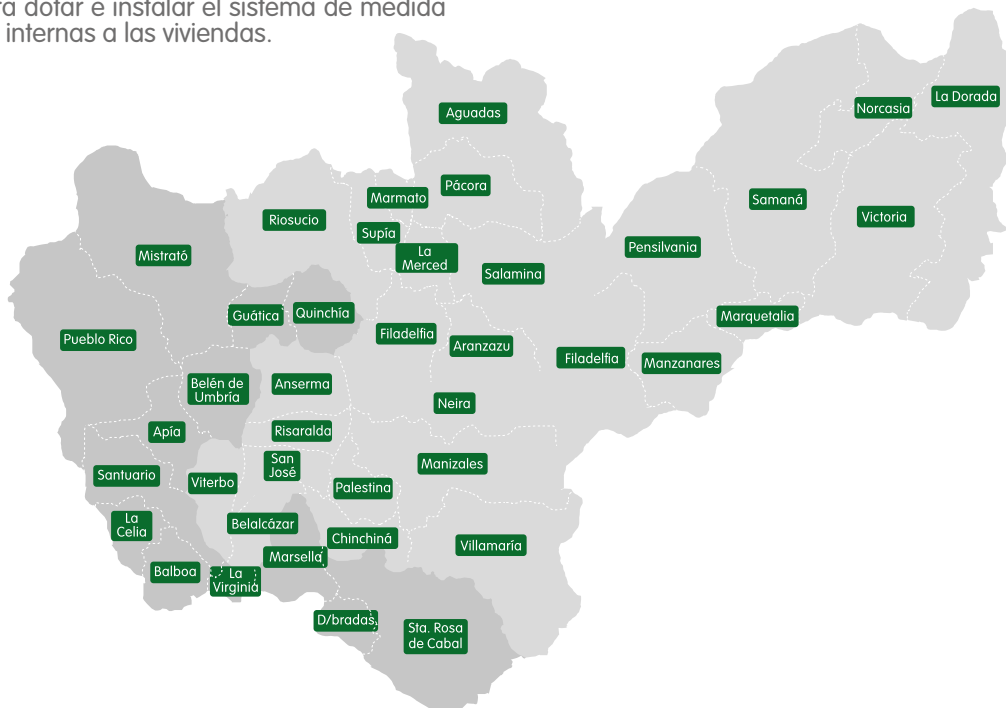 dotar e instalar el sistema de medida
internas a las viviendas.
Aguadas
Norcasia
La Dorada
Pácora
Marmato
Samaná
Riosucio
Victoria
Supía
Pensilvania
La
Merced
Mistrató
Salamina
Guática
Quinchía
Marquetalia
Pueblo Rico
Filadelfia
Aranzazu
Filadelfia
Manzanares
Belén de
Umbría
Anserma
Neira
Apía
Risaralda
San
José
Manizales
Santuario
Viterbo
Palestina
La
Celia
Belalcázar
Chinchiná
Villamaría
Marsella
Balboa
La
Virginia
D/bradas
Sta. Rosa
de Cabal